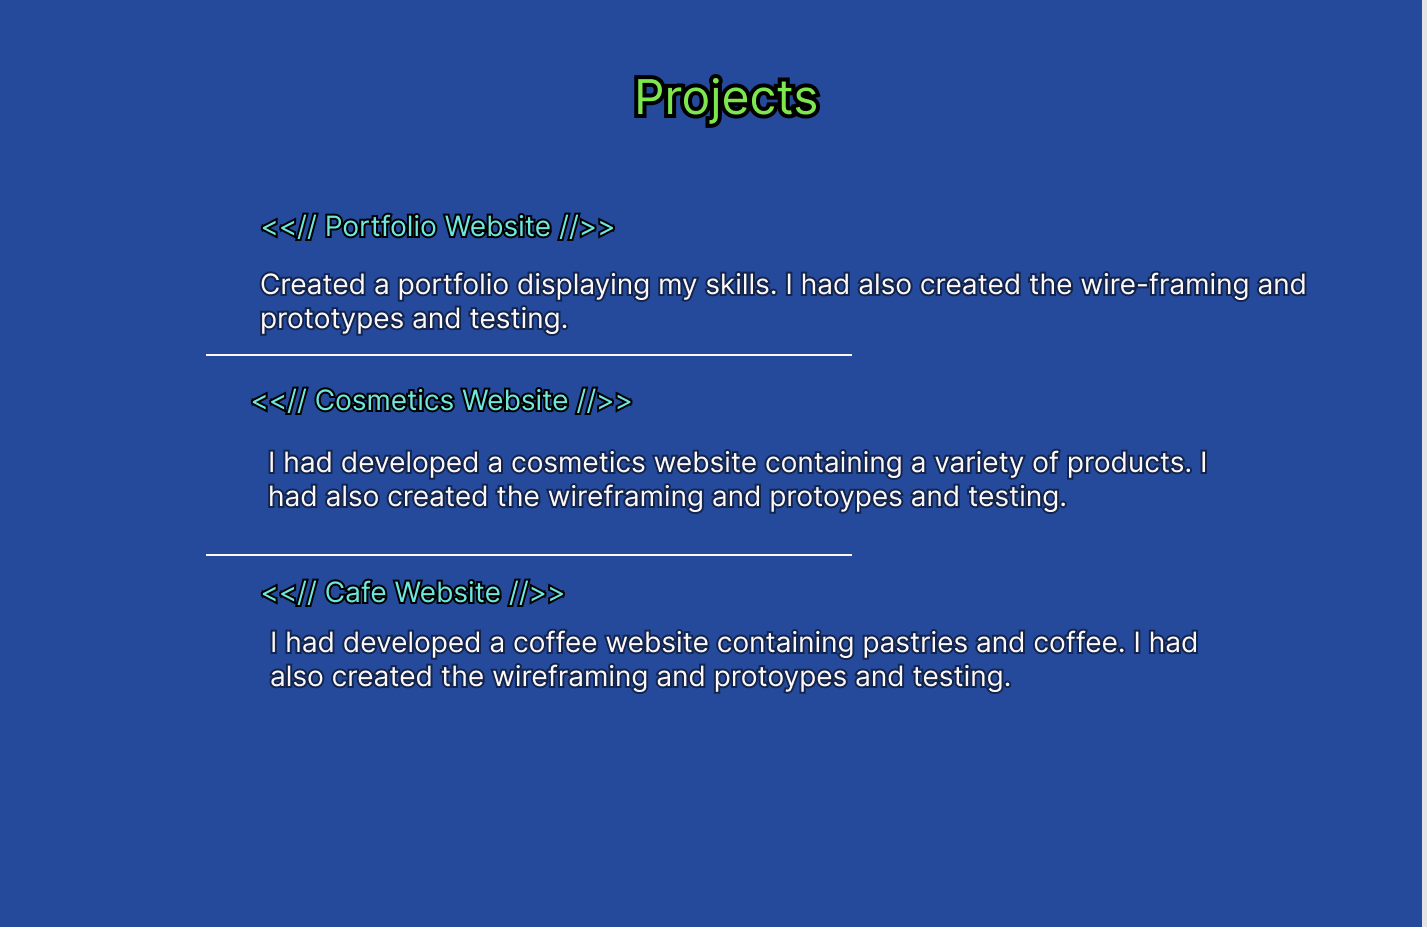 Projects
<<// Portfolio Website //>>
Created a portfolio displaying my skills. I had also created the wire-framing and
prototypes and testing.
<<// Cosmetics Website //>>
I had developed a cosmetics website containing a variety of products. I
had also created the wireframing and protoypes and testing.
<<// Cafe Website //>>
I had developed a coffee website containing pastries and coffee. I had
also created the wireframing and protoypes and testing.